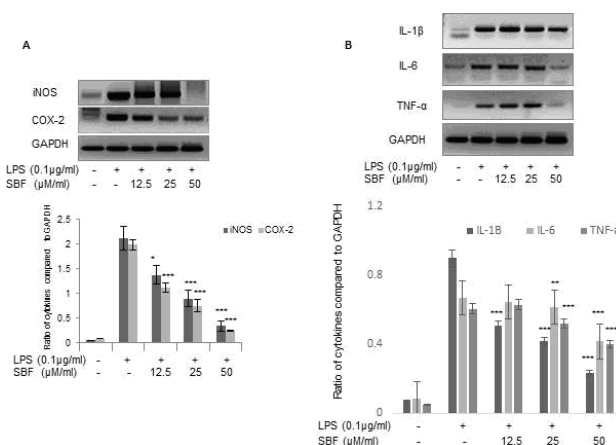 A
iNOS
COX-2
GAPDH
LPS (0.1µg/ml) - + + + +
SBF (µM/ml) - - 12.5 25 50
Ratio of cytokines compared to GAPDH
2.5
2
1.5
1
0.5
0
iNOS COX-2
* *** *** *** *** ***
LPS (0.1µg/ml) - + + + +
SBF (µM/ml) - - 12.5 25 50
B
IL-1β
IL-6
TNF-α
GAPDH
LPS (0.1µg/ml) - + + + +
SBF (µM/ml) - - 12.5 25 50
Ratio of cytokines compared to GAPDH
1.2
0.8
0.4
0
IL-1B IL-6 TNF-α
*** *** ** *** *** *** ***
LPS (0.1µg/ml) - + + + +
SBF (µM/ml) - - 12.5 25 50